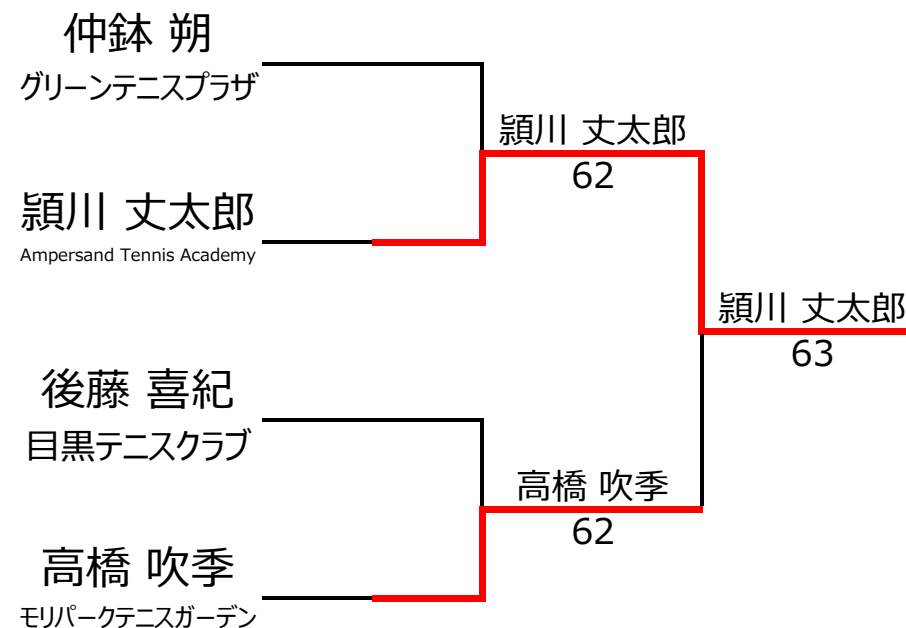 仲鉢 朔
グリーンテニスプラザ
頴川 丈太郎
62
頴川 丈太郎
Ampersand Tennis Academy
頴川 丈太郎
63
後藤 喜紀
目黒テニスクラブ
高橋 吹季
62
高橋 吹季
モリパークテニスガーデン